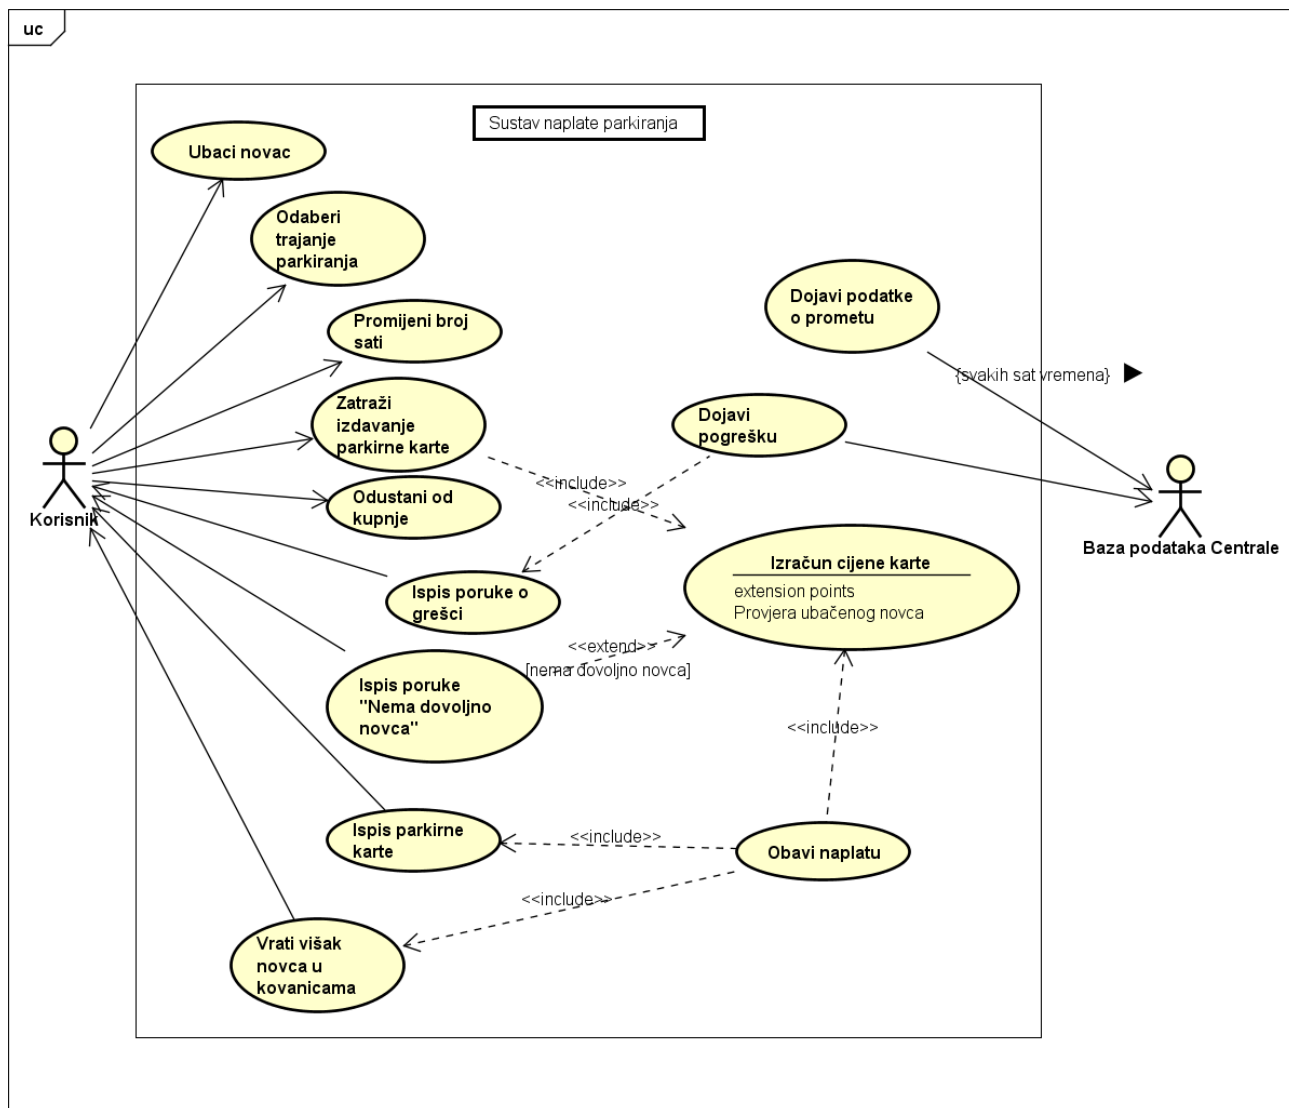 uc
Sustav naplate parkiranja
Ubaci novac
Odaberi
trajanje
parkiranja
Dojavi podatke
o prometu
Promijeni broj
sati
{svakih sat vremena}
Zatraži
izdavanje
parkirne karte
Dojavi
pogrešku
<<include>>
<<include>>
Odustani od
kupnje
Korisnik
Baza podataka Centrale
Izračun cijene karte
extension points
Provjera ubačenog novca
Ispis poruke o
grešci
<<extend>>
[nema dovoljno novca]
Ispis poruke
"Nema dovoljno
novca"
<<include>>
Ispis parkirne
karte
<<include>>
Obavi naplatu
<<include>>
Vrati višak
novca u
kovanicama